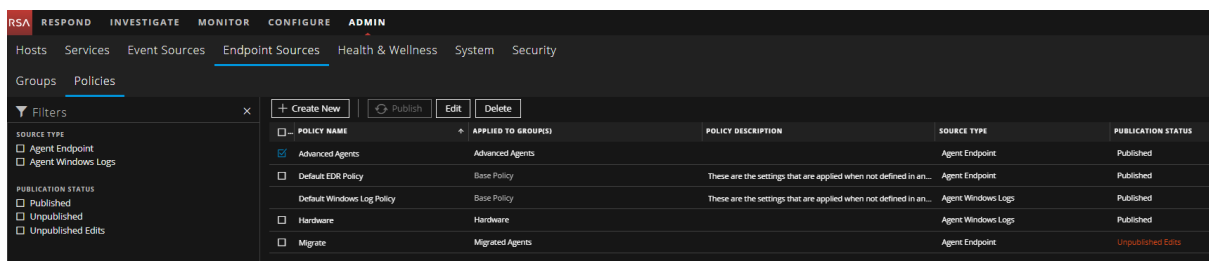 RSA RESPOND INVESTIGATE MONITOR CONFIGURE ADMIN
Hosts Services Event Sources Endpoint Sources Health & Wellness System Security
Groups Policies
Filters
SOURCE TYPE
Agent Endpoint
Agent Windows Logs
PUBLICATION STATUS
Published
Unpublished
Unpublished Edits
+ Create New Publish Edit Delete
POLICY NAME APPLIED TO GROUP(S) POLICY DESCRIPTION SOURCE TYPE PUBLICATION STATUS
Advanced Agents Advanced Agents Agent Endpoint Published
Default EDR Policy Base Policy These are the settings that are applied when not defined in an... Agent Endpoint Published
Default Windows Log Policy Base Policy These are the settings that are applied when not defined in an... Agent Windows Logs Published
Hardware Hardware Agent Windows Logs Published
Migrate Migrated Agents Agent Endpoint Unpublished Edits